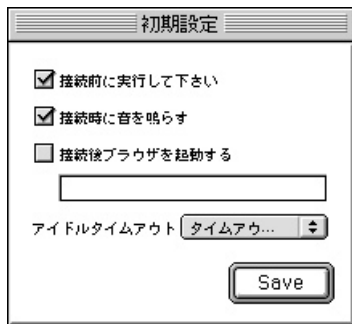 初期設定
接続前に実行して下さい
接続時に音を鳴らす
接続後ブラウザを起動する
アイドルタイムアウト タイムアウ...
Save